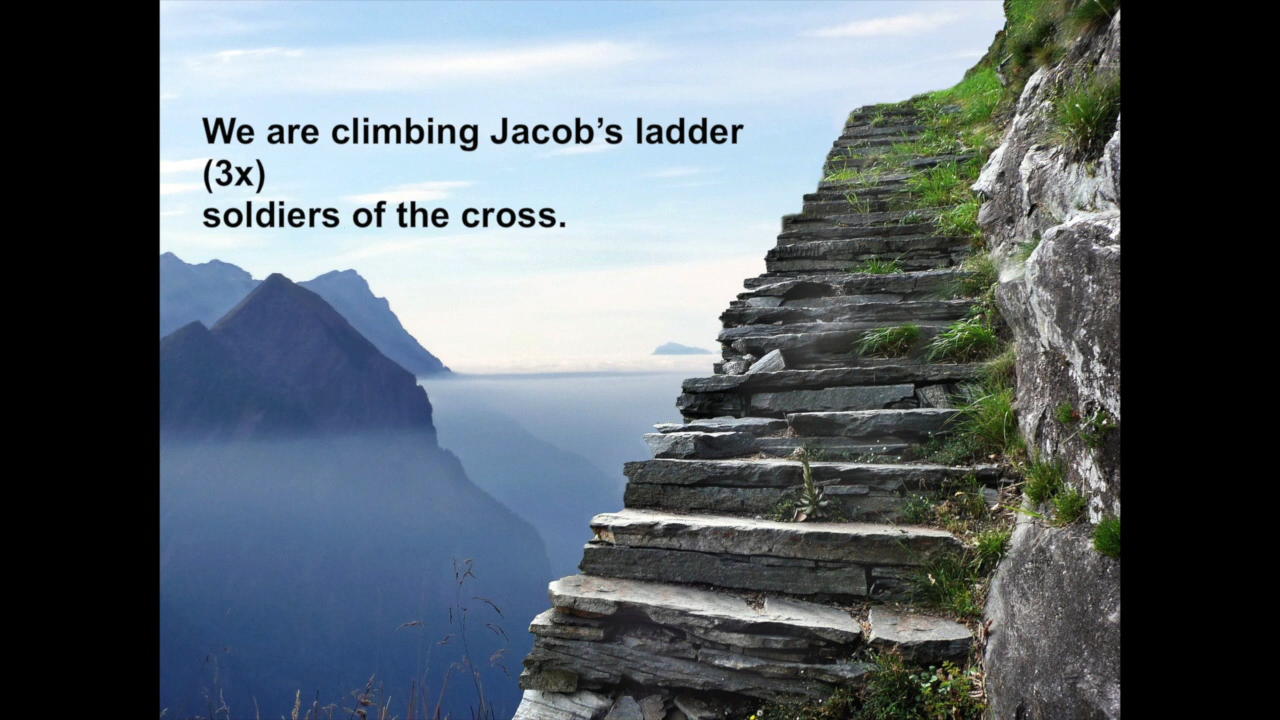 We are climbing Jacob’s ladder
(3x)
soldiers of the cross.